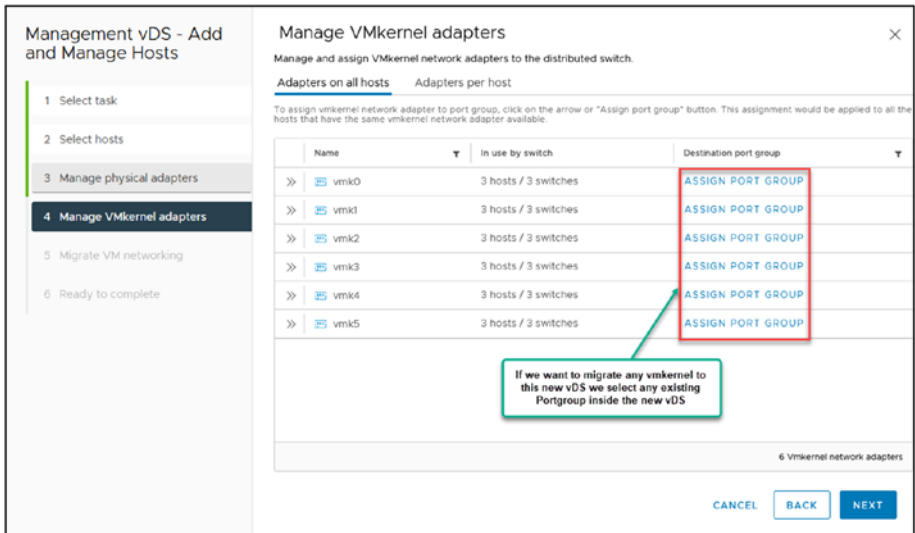 Management vDS - Add
and Manage Hosts
1 Select task
2 Select hosts
3 Manage physical adapters
4 Manage VMkernel adapters
5 Migrate VM networking
6 Ready to complete
Manage VMkernel adapters
Manage and assign VMkernel network adapters to the distributed switch.
Adapters on all hosts Adapters per host
To assign vmkernel network adapter to port group, click on the arrow or "Assign port group" button. This assignment would be applied to all the
hosts that have the same vmkernel network adapter available.
Name In use by switch Destination port group
vmk0 3 hosts / 3 switches ASSIGN PORT GROUP
vmk1 3 hosts / 3 switches ASSIGN PORT GROUP
vmk2 3 hosts / 3 switches ASSIGN PORT GROUP
vmk3 3 hosts / 3 switches ASSIGN PORT GROUP
vmk4 3 hosts / 3 switches ASSIGN PORT GROUP
vmk5 3 hosts / 3 switches ASSIGN PORT GROUP
If we want to migrate any vmkernel to
this new vDS we select any existing
Portgroup inside the new vDS
6 Vmkernel network adapters
CANCEL BACK NEXT